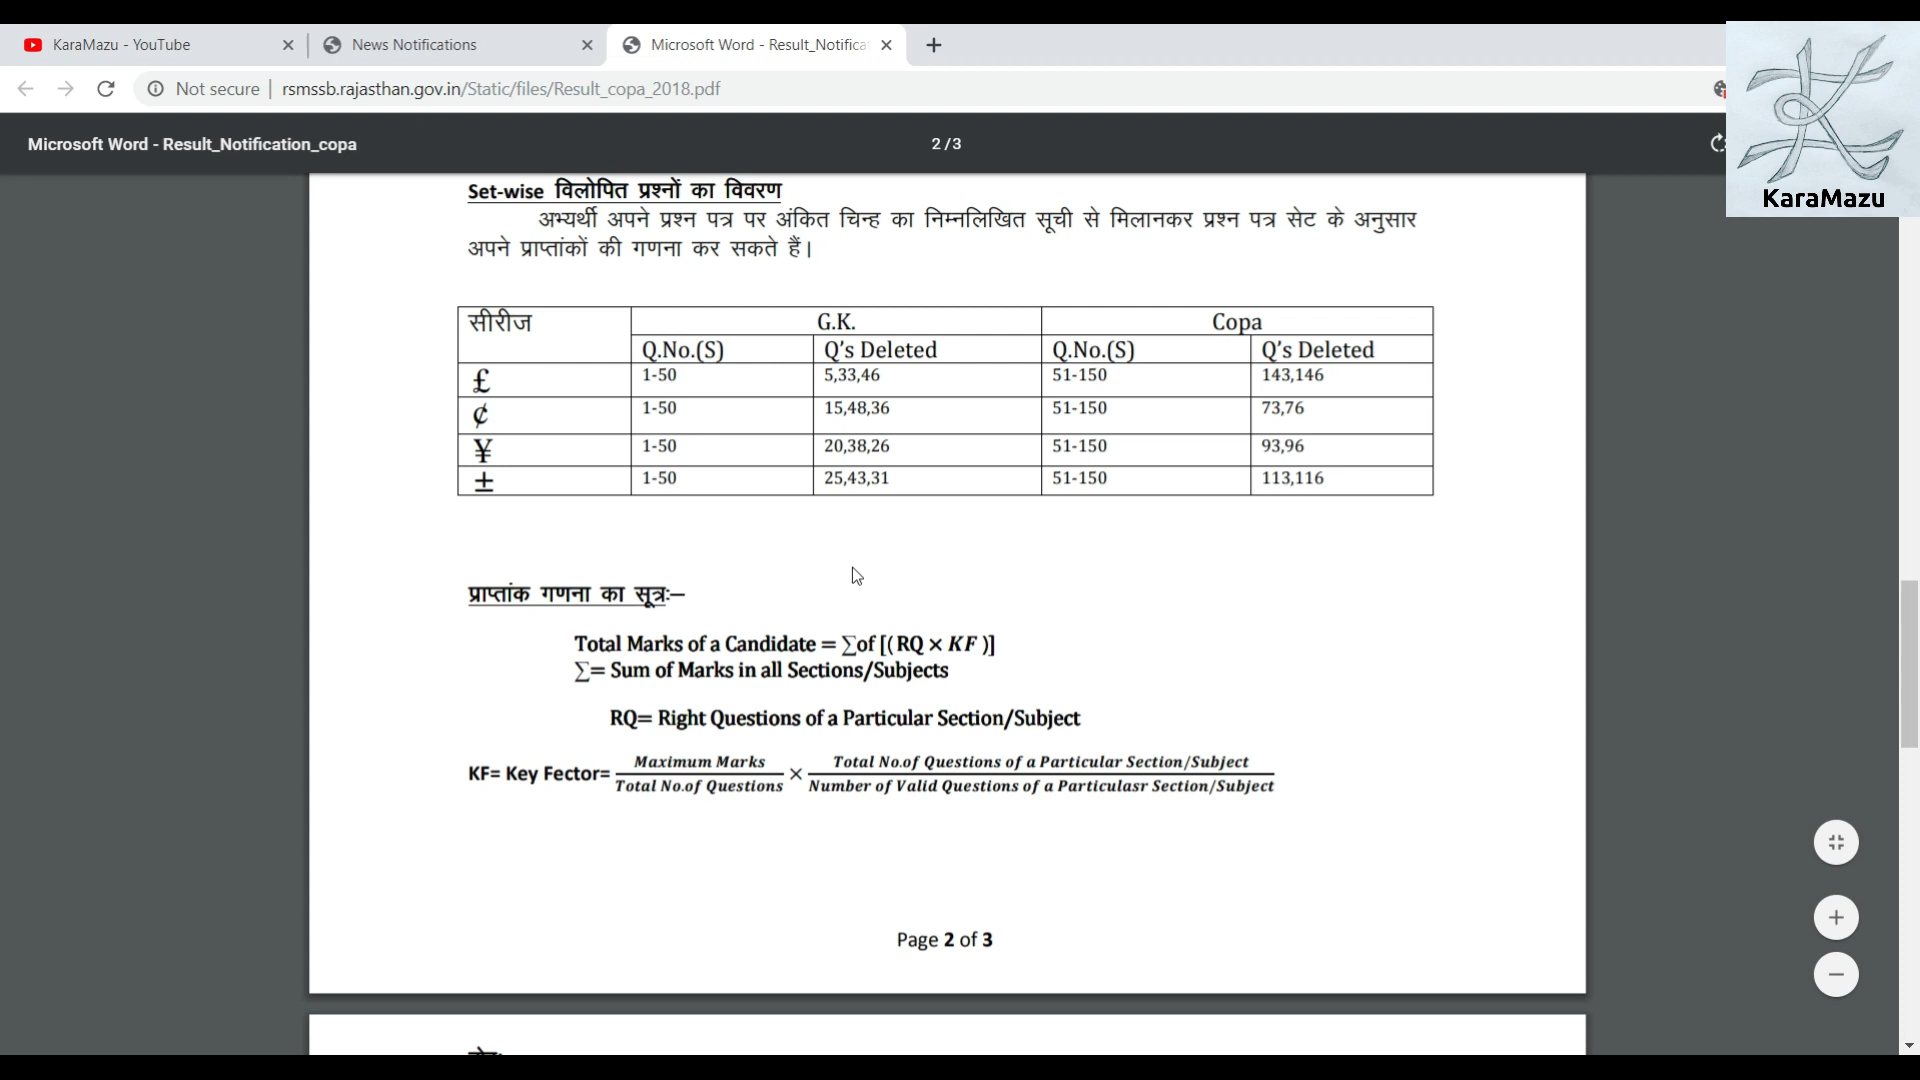 KaraMazu - YouTube
News Notifications
Microsoft Word - Result_Notifica
Not secure | rsmssb.rajasthan.gov.in/Static/files/Result_copa_2018.pdf
KaraMazu
Microsoft Word - Result_Notification_copa
2 / 3
Set-wise विलोपित प्रश्नों का विवरण
अभ्यर्थी अपने प्रश्न पत्र पर अंकित चिन्ह का निम्नलिखित सूची से मिलानकर प्रश्न पत्र सेट के अनुसार
अपने प्राप्तांकों की गणना कर सकते हैं।
सीरीज G.K. Copa
Q.No.(S) Q's Deleted Q.No.(S) Q's Deleted
£ 1-50 5,33,46 51-150 143,146
¢ 1-50 15,48,36 51-150 73,76
¥ 1-50 20,38,26 51-150 93,96
± 1-50 25,43,31 51-150 113,116
प्राप्तांक गणना का सूत्रः–
Total Marks of a Candidate = ∑of [( RQ × KF )]
∑= Sum of Marks in all Sections/Subjects
RQ= Right Questions of a Particular Section/Subject
KF= Key Fector= Maximum Marks / Total No.of Questions × Total No.of Questions of a Particular Section/Subject / Number of Valid Questions of a Particulasr Section/Subject
Page 2 of 3